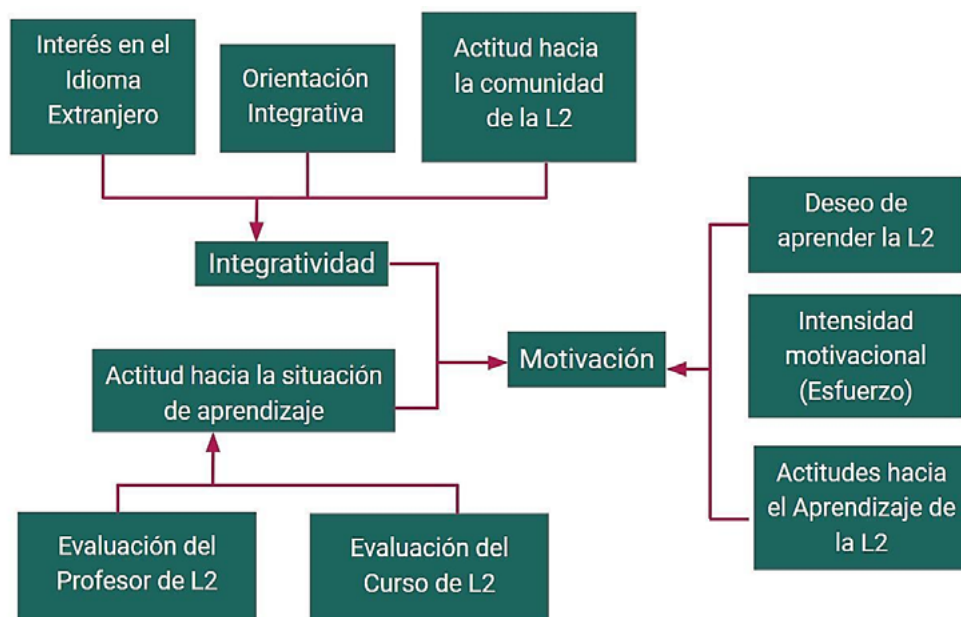 Interés en el
Idioma
Extranjero
Orientación
Integrativa
Actitud hacia
la comunidad
de la L2
Integratividad
Actitud hacia la situación
de aprendizaje
Evaluación del
Profesor de L2
Evaluación del
Curso de L2
Motivación
Deseo de
aprender la L2
Intensidad
motivacional
(Esfuerzo)
Actitudes hacia
el Aprendizaje de
la L2